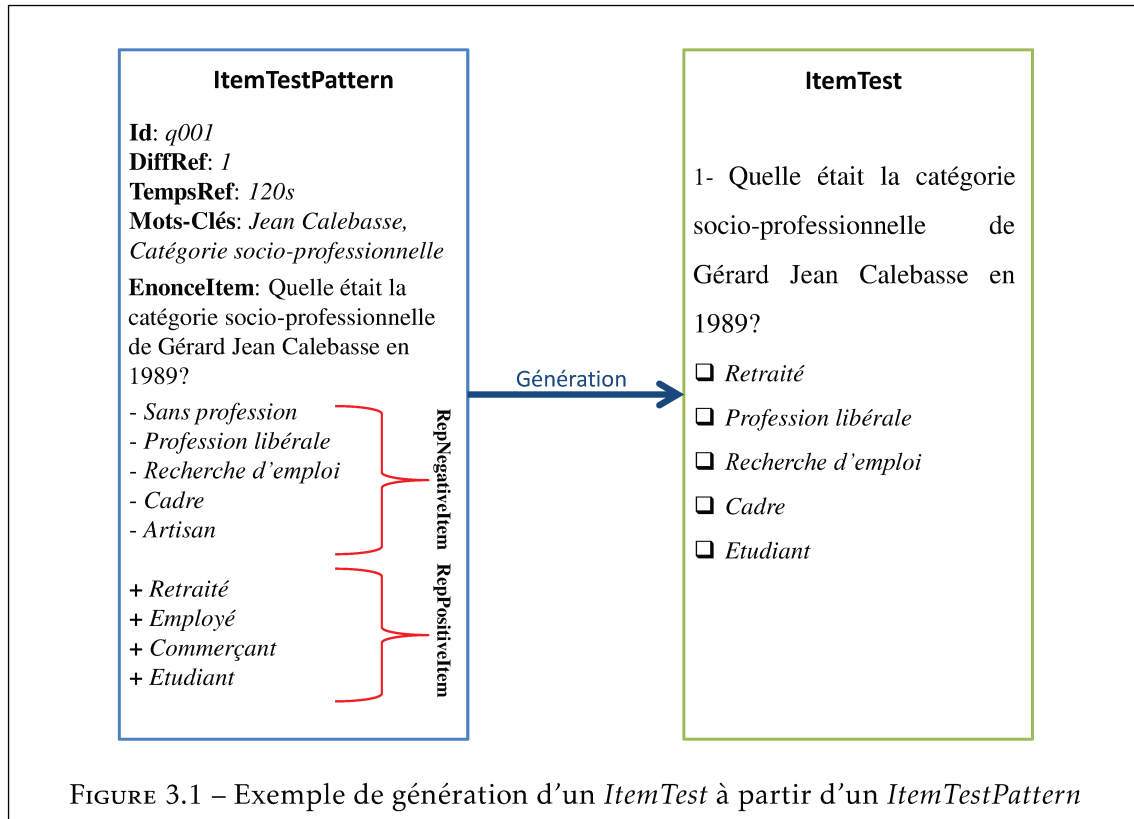 ItemTestPattern
Id: q001
DiffRef: 1
TempsRef: 120s
Mots-Clés: Jean Calebasse,
Catégorie socio-professionnelle
EnonceItem: Quelle était la
catégorie socio-professionnelle
de Gérard Jean Calebasse en
1989?
- Sans profession
- Profession libérale
- Recherche d'emploi
- Cadre
- Artisan
RepNegativeItem
+ Retraité
+ Employé
+ Commerçant
+ Etudiant
RepPositiveItem
Génération
ItemTest
1- Quelle était la catégorie
socio-professionnelle de
Gérard Jean Calebasse en
1989?
❑ Retraité
❑ Profession libérale
❑ Recherche d'emploi
❑ Cadre
❑ Etudiant
FIGURE 3.1 – Exemple de génération d'un ItemTest à partir d'un ItemTestPattern